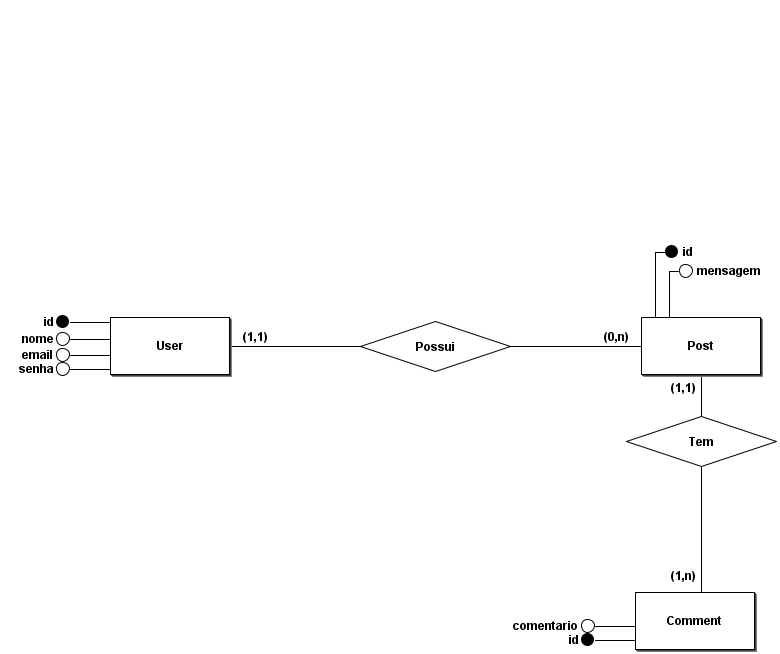 id
mensagem
id
nome
email
senha
User
(1,1)
Possui
(0,n)
Post
(1,1)
Tem
(1,n)
comentario
id
Comment